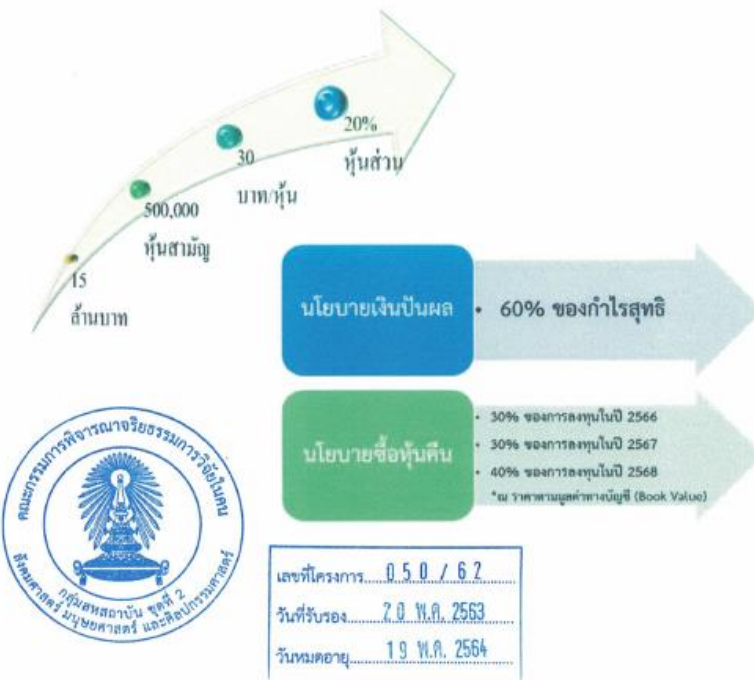 20%
หุ้นส่วน
30
บาท/หุ้น
500,000
หุ้นสามัญ
15
ล้านบาท
นโยบายเงินปันผล
• 60% ของกำไรสุทธิ
นโยบายซื้อหุ้นคืน
• 30% ของการลงทุนในปี 2566
• 30% ของการลงทุนในปี 2567
• 40% ของการลงทุนในปี 2568
*ณ ราคาตามมูลค่าทางบัญชี (Book Value)
คณะกรรมการพิจารณาจริยธรรมการวิจัยในคน
กลุ่มสหสถาบัน ชุดที่ 2
สังคมศาสตร์ มนุษยศาสตร์ และศิลปกรรมศาสตร์
เลขที่โครงการ 050 / 62
วันที่รับรอง 20 พ.ค. 2563
วันหมดอายุ 19 พ.ค. 2564